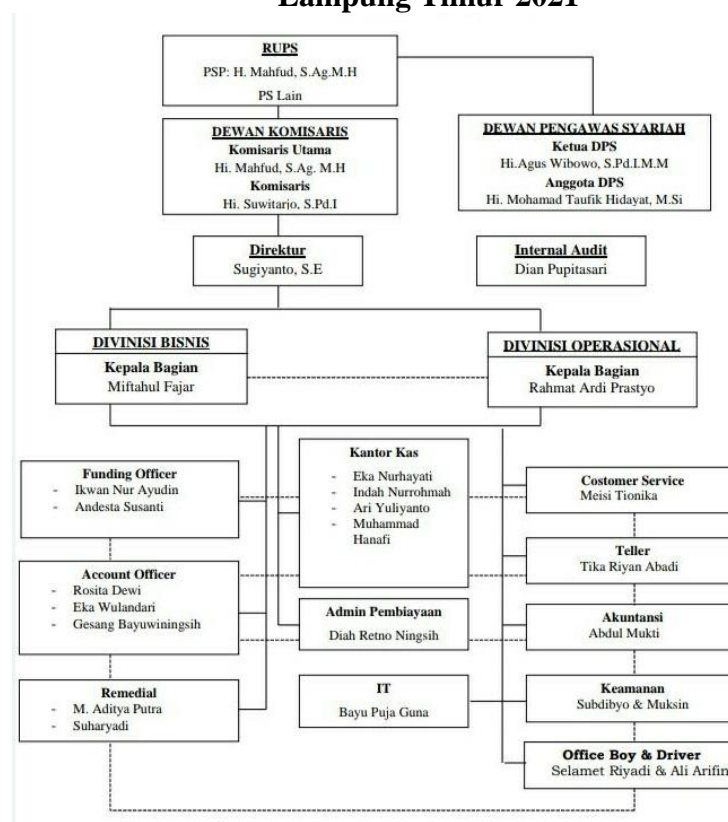 Lampung Timur 2021
RUPS
PSP: H. Mahfud, S.Ag.M.H
PS Lain
DEWAN KOMISARIS
Komisaris Utama
Hi. Mahfud, S.Ag. M.H
Komisaris
Hi. Suwitarjo, S.Pd.I
DEWAN PENGAWAS SYARIAH
Ketua DPS
Hi.Agus Wibowo, S.Pd.I.M.M
Anggota DPS
Hi. Mohamad Taufik Hidayat, M.Si
Direktur
Sugiyanto, S.E
Internal Audit
Dian Pupitasari
DIVINISI BISNIS
Kepala Bagian
Miftahul Fajar
DIVINISI OPERASIONAL
Kepala Bagian
Rahmat Ardi Prastyo
Funding Officer
- Ikwan Nur Ayudin
- Andesta Susanti
Kantor Kas
- Eka Nurhayati
- Indah Nurrohmah
- Ari Yuliyanto
- Muhammad
Hanafi
Costomer Service
Meisi Tionika
Teller
Tika Riyan Abadi
Account Officer
- Rosita Dewi
- Eka Wulandari
- Gesang Bayuwiningsih
Admin Pembiayaan
Diah Retno Ningsih
Akuntansi
Abdul Mukti
Remedial
- M. Aditya Putra
- Suharyadi
IT
Bayu Puja Guna
Keamanan
Subdibyo & Muksin
Office Boy & Driver
Selamet Riyadi & Ali Arifin